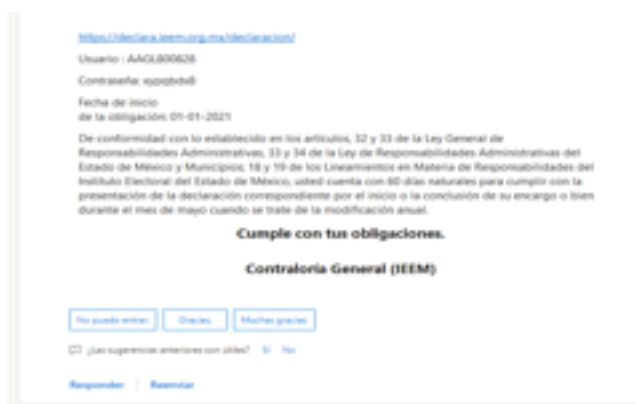 https://declara.ieem.org.mx/declaracion/
Usuario : AAGL800828
Contraseña:
Fecha de inicio
de la obligación: 01-01-2021
De conformidad con lo establecido en los artículos, 32 y 33 de la Ley General de
Responsabilidades Administrativas, 33 y 34 de la Ley de Responsabilidades Administrativas del
Estado de México y Municipios; 18 y 19 de los Lineamientos en Materia de Responsabilidades del
Instituto Electoral del Estado de México, usted cuenta con 60 días naturales para cumplir con la
presentación de la declaración correspondiente por el inicio o la conclusión de su encargo o bien
durante el mes de mayo cuando se trate de la modificación anual.
Cumple con tus obligaciones.
Contraloría General (IEEM)
No puedo entrar. Gracias. Muchas gracias.
¿Las sugerencias anteriores son útiles? Sí No
Responder | Reenviar